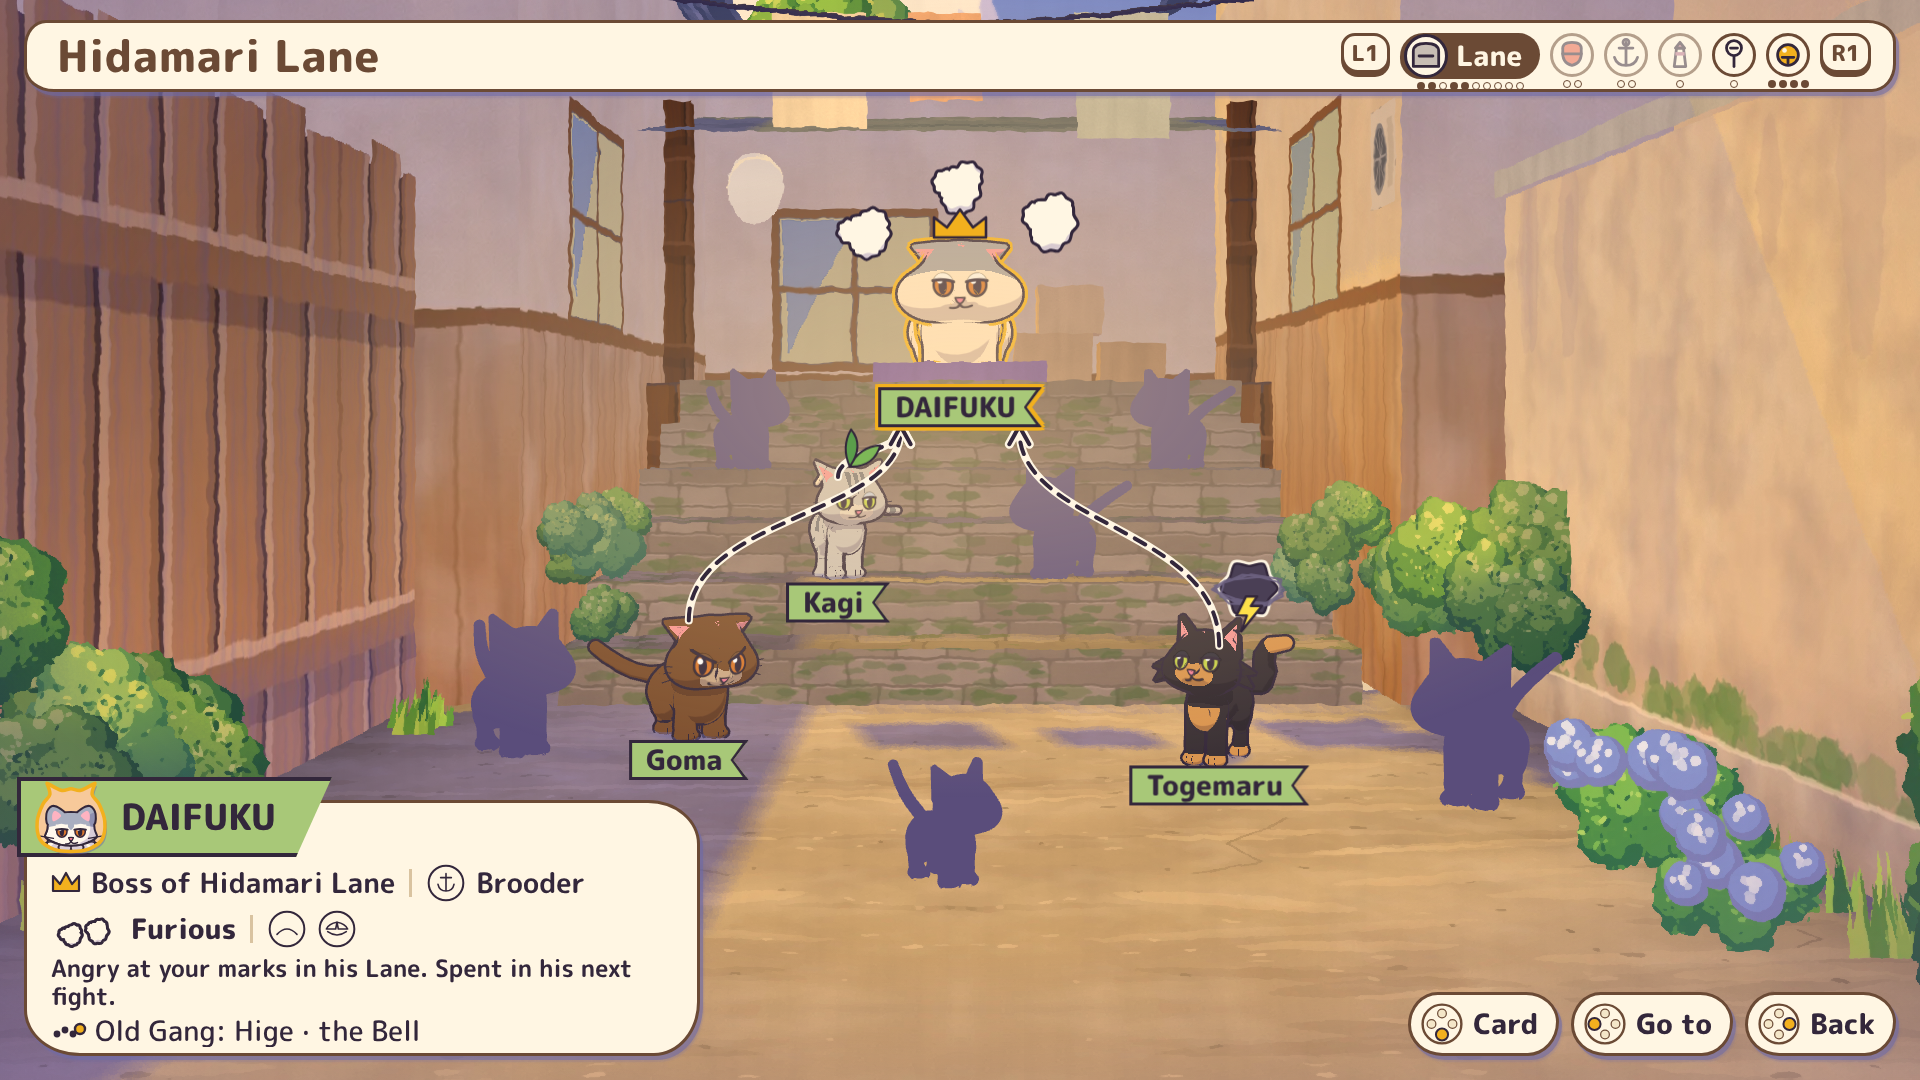 Hidamari Lane
L1
Lane
R1
DAIFUKU
Kagi
Goma
Togemaru
DAIFUKU
Boss of Hidamari Lane
Brooder
Furious
Angry at your marks in his Lane. Spent in his next
fight.
Old Gang: Hige · the Bell
Card
Go to
Back